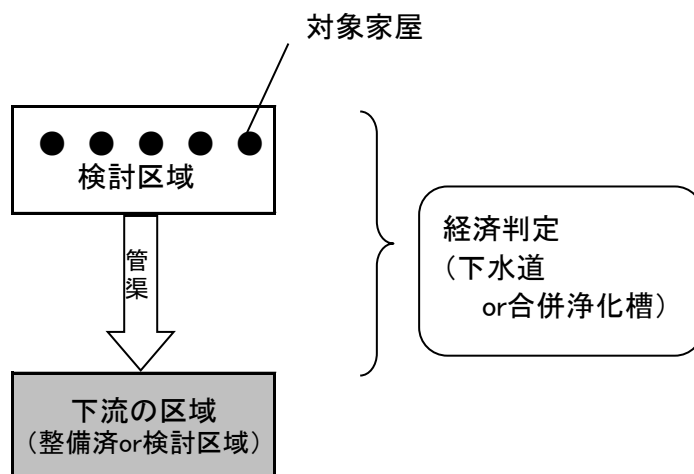 対象家屋
検討区域
管渠
経済判定
（下水道
or合併浄化槽）
下流の区域
（整備済or検討区域）